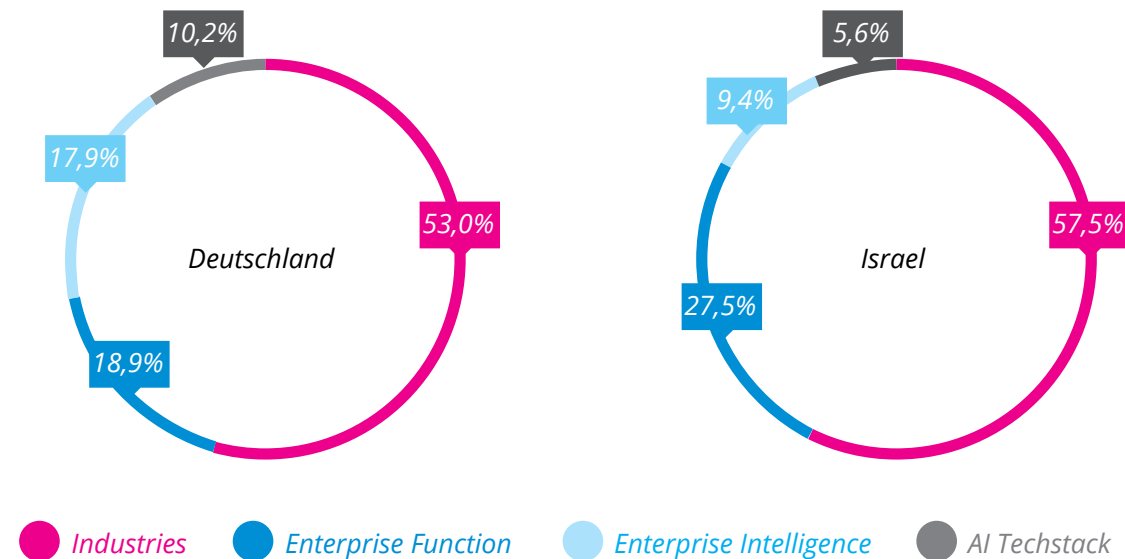 10,2%
5,6%
9,4%
17,9%
53,0%
57,5%
Deutschland
Israel
27,5%
18,9%
Industries
Enterprise Function
Enterprise Intelligence
AI Techstack